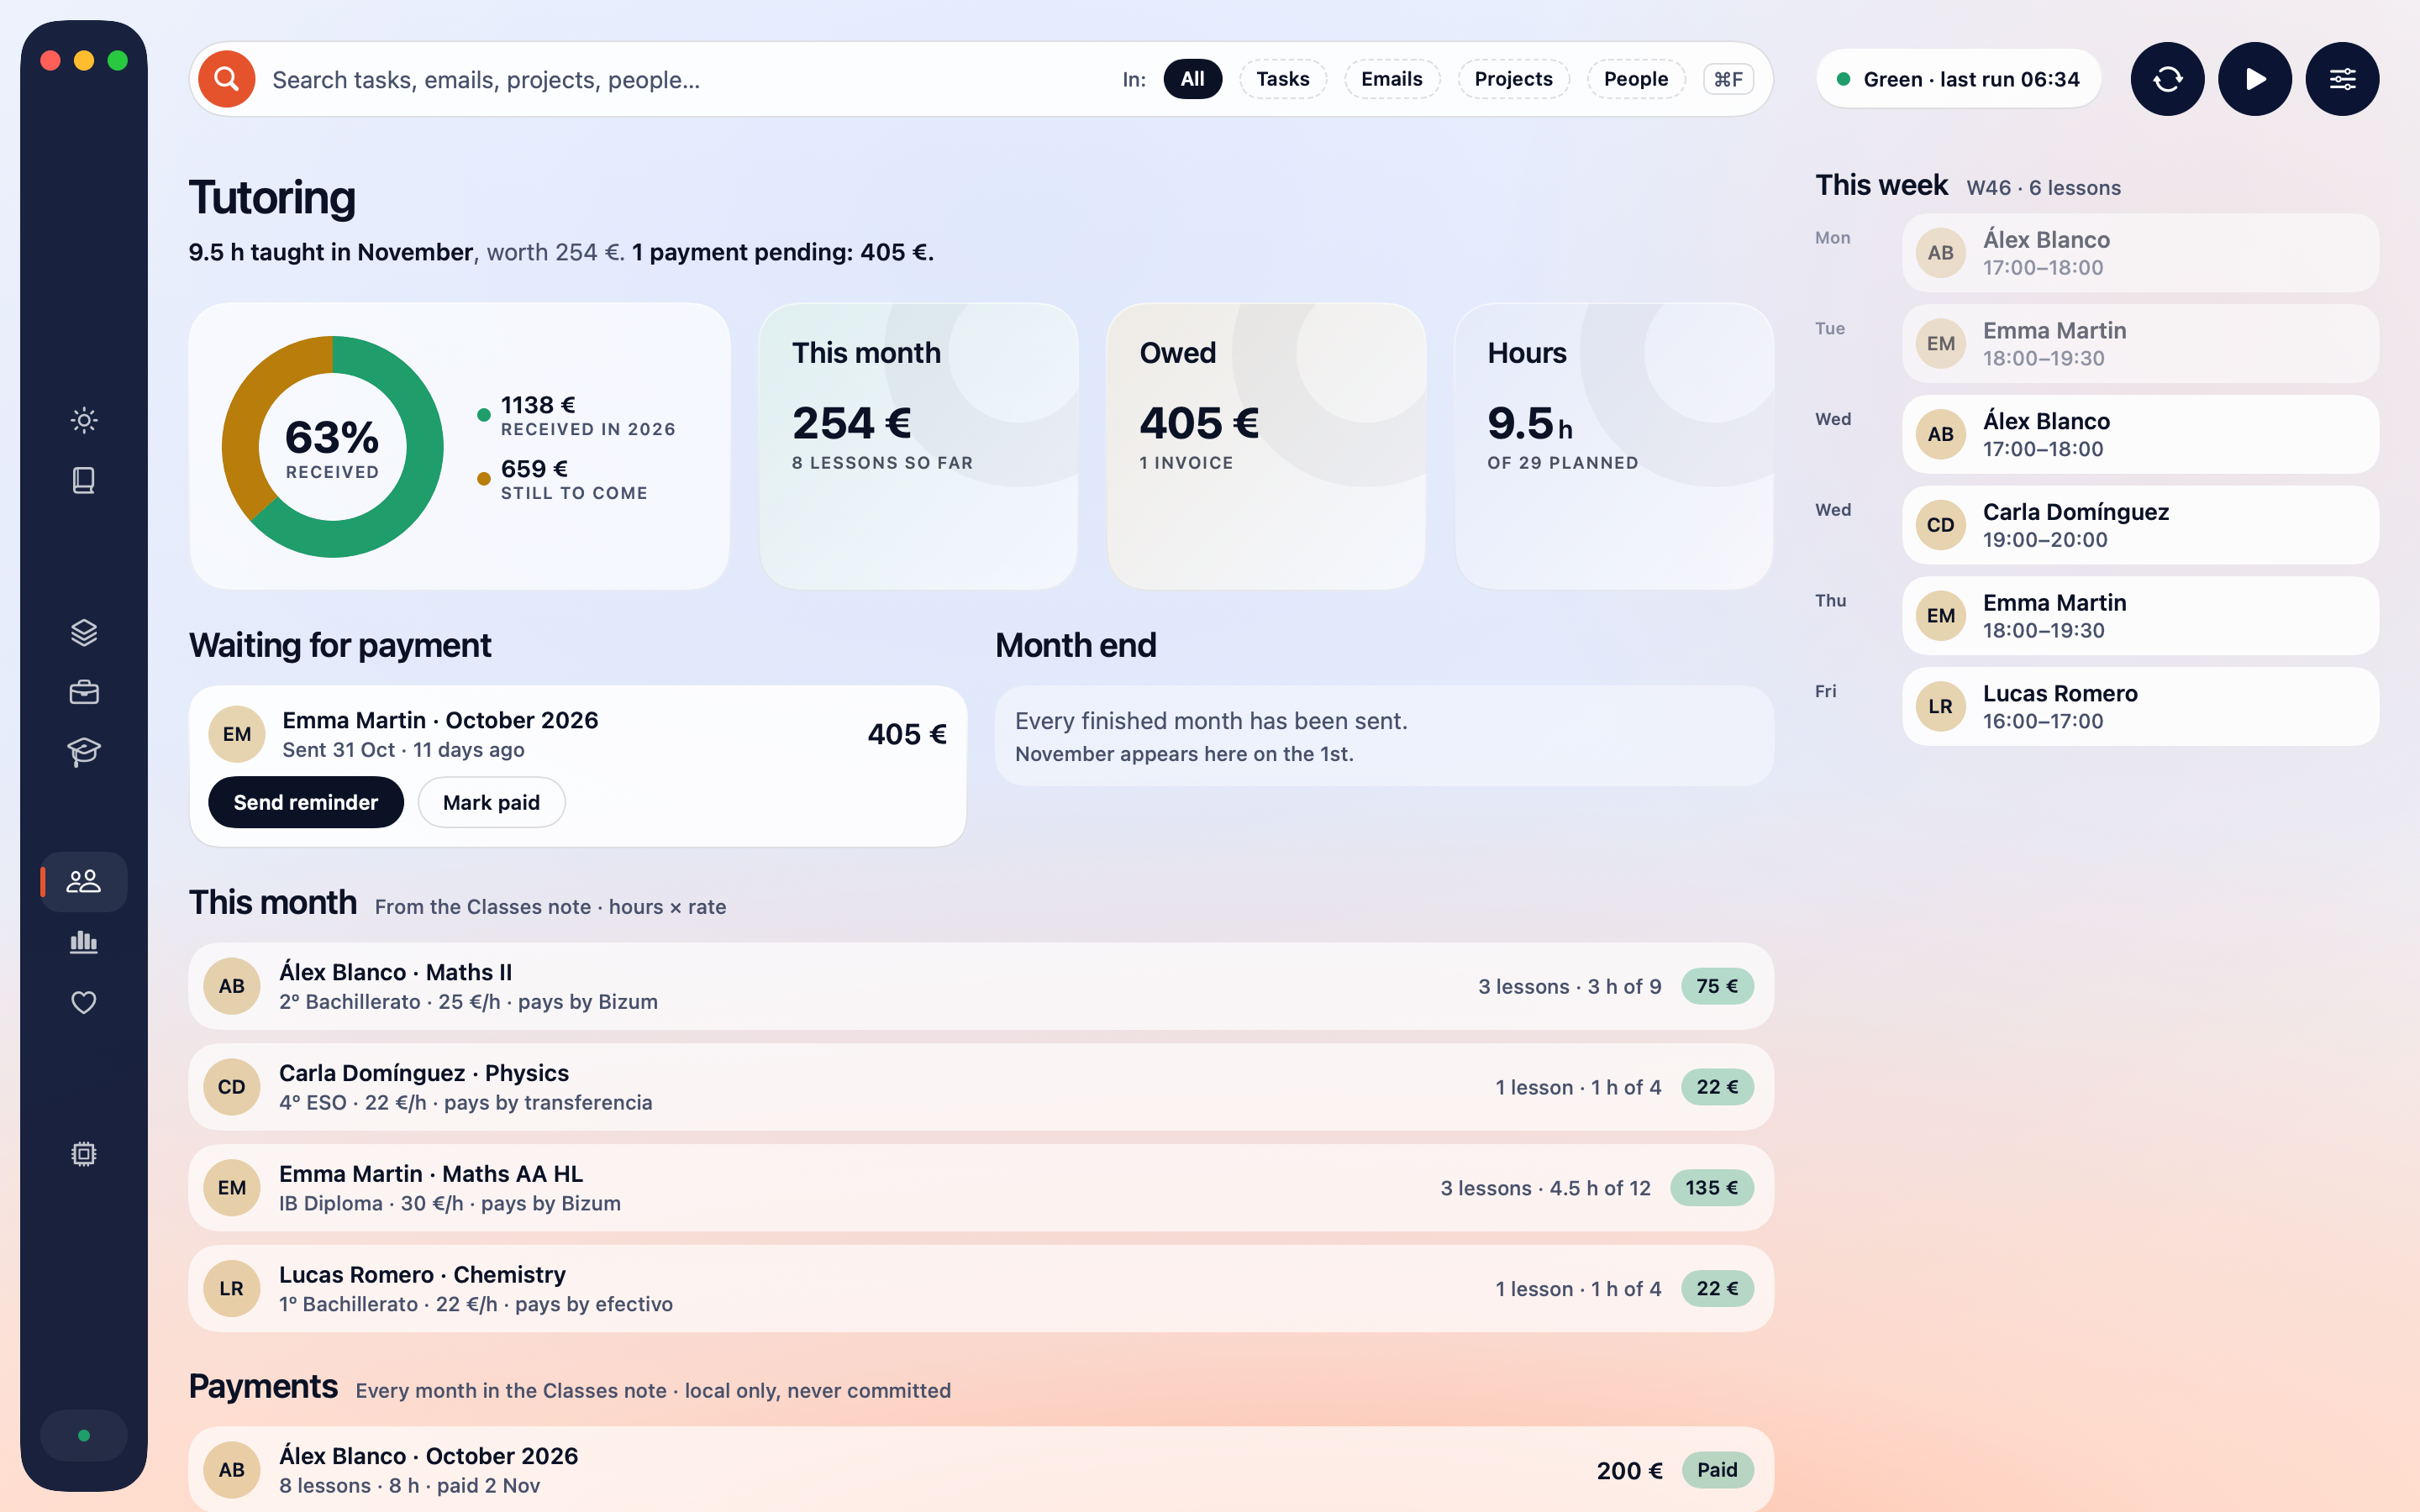 Search tasks, emails, projects, people...
In: All Tasks Emails Projects People ⌘F
Green · last run 06:34
Tutoring
9.5 h taught in November, worth 254 €. 1 payment pending: 405 €.
63%
RECEIVED
1138 €
RECEIVED IN 2026
659 €
STILL TO COME
This month
254 €
8 LESSONS SO FAR
Owed
405 €
1 INVOICE
Hours
9.5 h
OF 29 PLANNED
Waiting for payment
EM
Emma Martin · October 2026
Sent 31 Oct · 11 days ago
405 €
Send reminder
Mark paid
Month end
Every finished month has been sent.
November appears here on the 1st.
This month From the Classes note · hours × rate
AB
Álex Blanco · Maths II
2º Bachillerato · 25 €/h · pays by Bizum
3 lessons · 3 h of 9
75 €
CD
Carla Domínguez · Physics
4º ESO · 22 €/h · pays by transferencia
1 lesson · 1 h of 4
22 €
EM
Emma Martin · Maths AA HL
IB Diploma · 30 €/h · pays by Bizum
3 lessons · 4.5 h of 12
135 €
LR
Lucas Romero · Chemistry
1º Bachillerato · 22 €/h · pays by efectivo
1 lesson · 1 h of 4
22 €
Payments Every month in the Classes note · local only, never committed
AB
Álex Blanco · October 2026
8 lessons · 8 h · paid 2 Nov
200 €
Paid
This week W46 · 6 lessons
Mon
AB
Álex Blanco
17:00–18:00
Tue
EM
Emma Martin
18:00–19:30
Wed
AB
Álex Blanco
17:00–18:00
Wed
CD
Carla Domínguez
19:00–20:00
Thu
EM
Emma Martin
18:00–19:30
Fri
LR
Lucas Romero
16:00–17:00